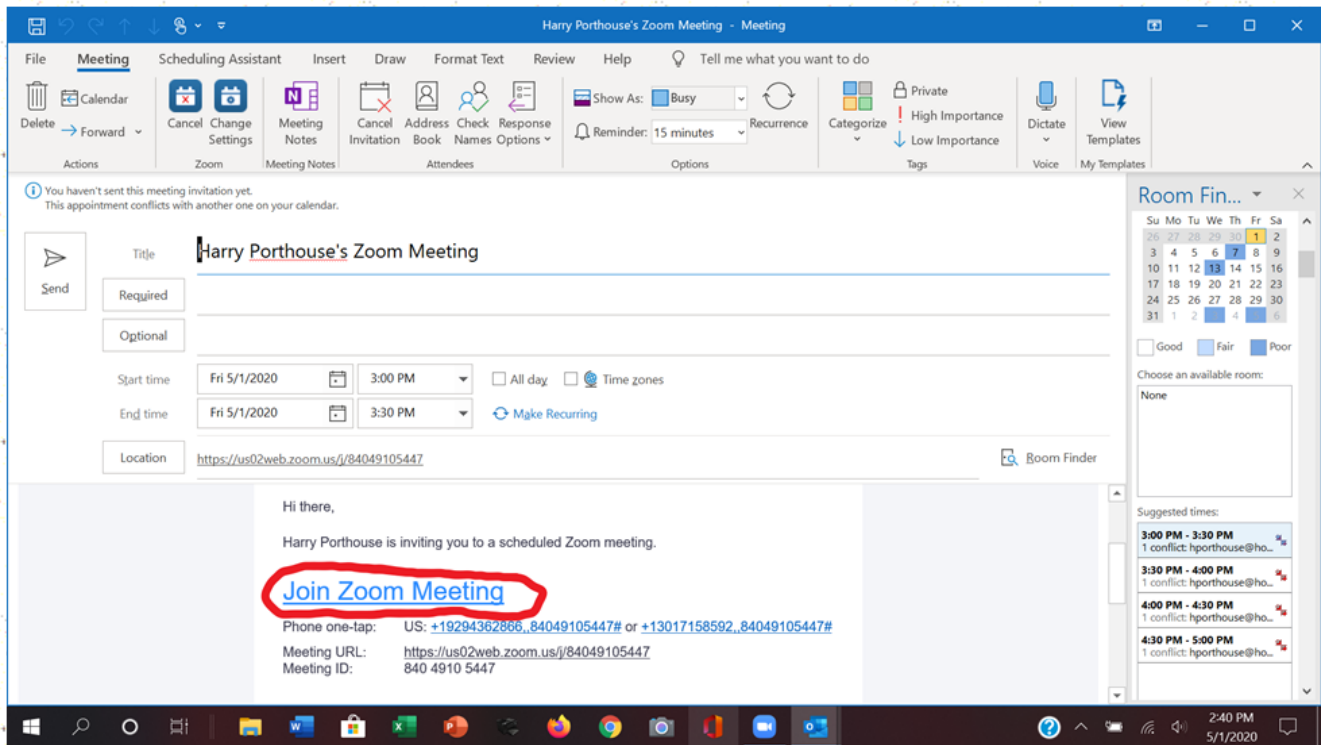 Harry Porthouse's Zoom Meeting - Meeting
File Meeting Scheduling Assistant Insert Draw Format Text Review Help Tell me what you want to do
Delete
Calendar
Forward
Actions
Cancel
Change Settings
Zoom
Meeting Notes
Meeting Notes
Cancel Invitation
Address Book
Check Names
Response Options
Attendees
Show As: Busy
Reminder: 15 minutes
Recurrence
Options
Categorize
Private
High Importance
Low Importance
Tags
Dictate
Voice
View Templates
My Templates
You haven't sent this meeting invitation yet.
This appointment conflicts with another one on your calendar.
Send
Title Harry Porthouse's Zoom Meeting
Required
Optional
Start time Fri 5/1/2020 3:00 PM All day Time zones
End time Fri 5/1/2020 3:30 PM Make Recurring
Location https://us02web.zoom.us/j/84049105447 Room Finder
Hi there,
Harry Porthouse is inviting you to a scheduled Zoom meeting.
Join Zoom Meeting
Phone one-tap: US: +19294362866,,84049105447# or +13017158592,,84049105447#
Meeting URL: https://us02web.zoom.us/j/84049105447
Meeting ID: 840 4910 5447
Room Fin...
Su Mo Tu We Th Fr Sa
26 27 28 29 30 1 2
3 4 5 6 7 8 9
10 11 12 13 14 15 16
17 18 19 20 21 22 23
24 25 26 27 28 29 30
31 1 2 4 6
Good Fair Poor
Choose an available room:
None
Suggested times:
3:00 PM - 3:30 PM
1 conflict: hporthouse@ho...
3:30 PM - 4:00 PM
1 conflict: hporthouse@ho...
4:00 PM - 4:30 PM
1 conflict: hporthouse@ho...
4:30 PM - 5:00 PM
1 conflict: hporthouse@ho...
2:40 PM
5/1/2020